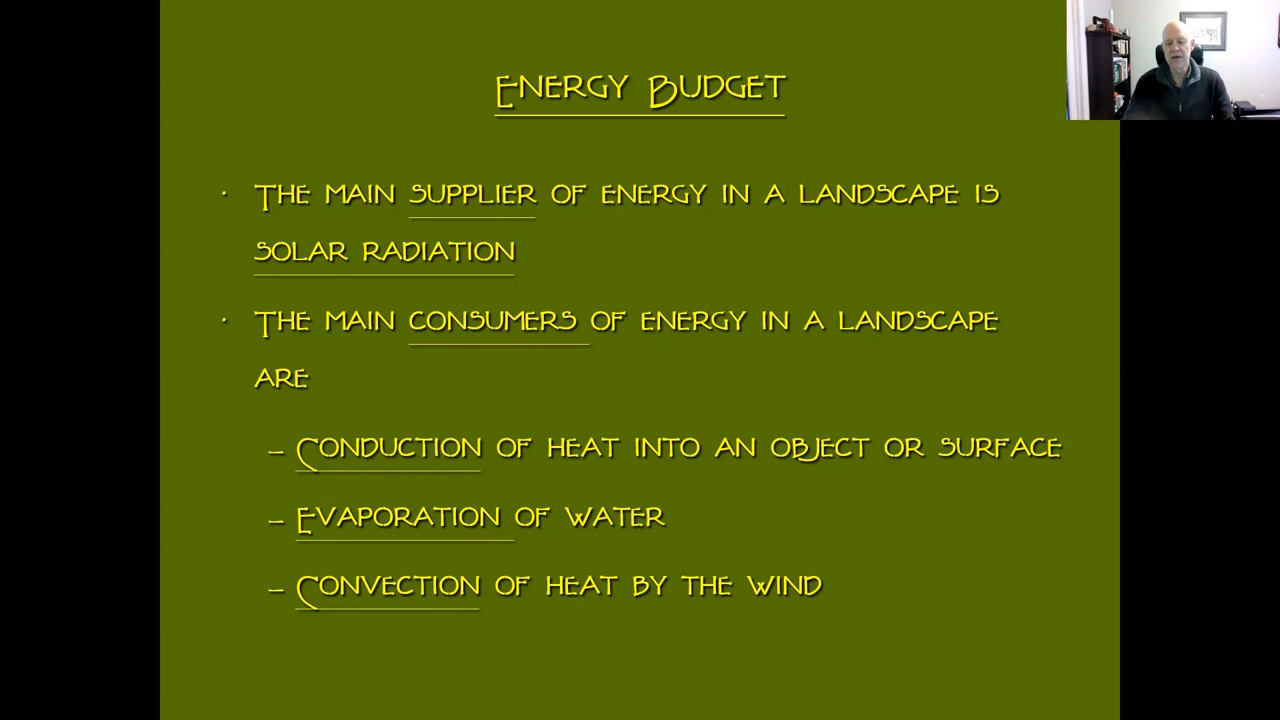 Energy Budget
· The main supplier of energy in a landscape is
solar radiation
· The main consumers of energy in a landscape
are
– Conduction of heat into an object or surface
– Evaporation of water
– Convection of heat by the wind